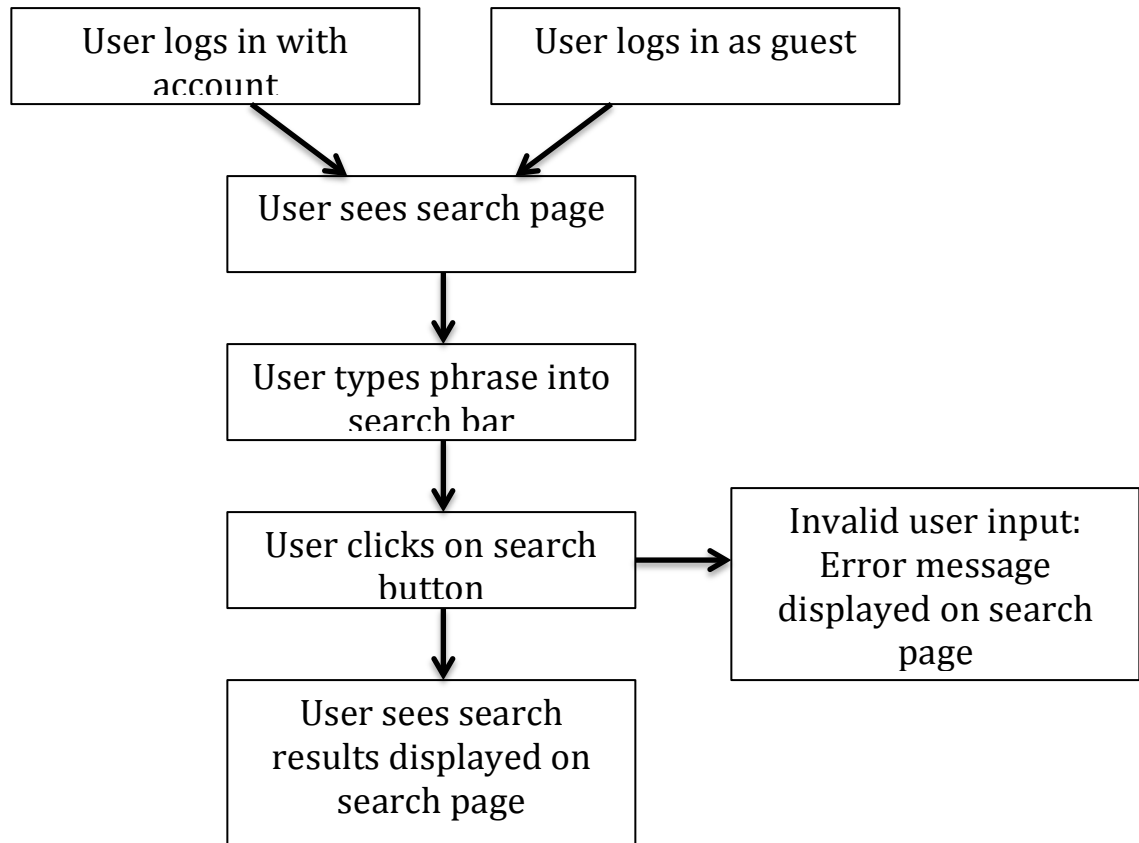 User logs in with
account
User logs in as guest
User sees search page
User types phrase into
search bar
User clicks on search
button
Invalid user input:
Error message
displayed on search
page
User sees search
results displayed on
search page